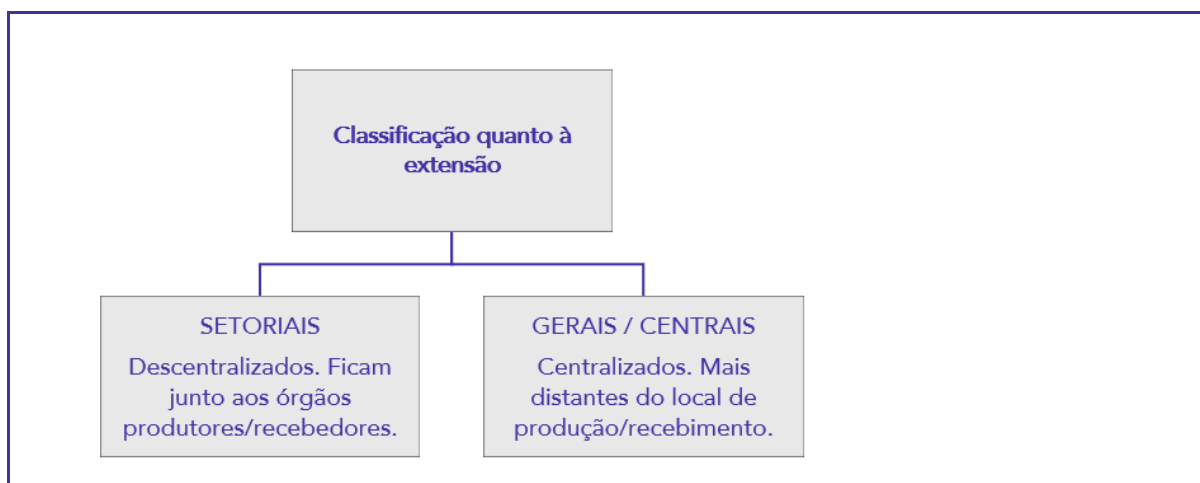 Classificação quanto à
extensão
SETORIAIS
Descentralizados. Ficam
junto aos órgãos
produtores/recebedores.
GERAIS / CENTRAIS
Centralizados. Mais
distantes do local de
produção/recebimento.